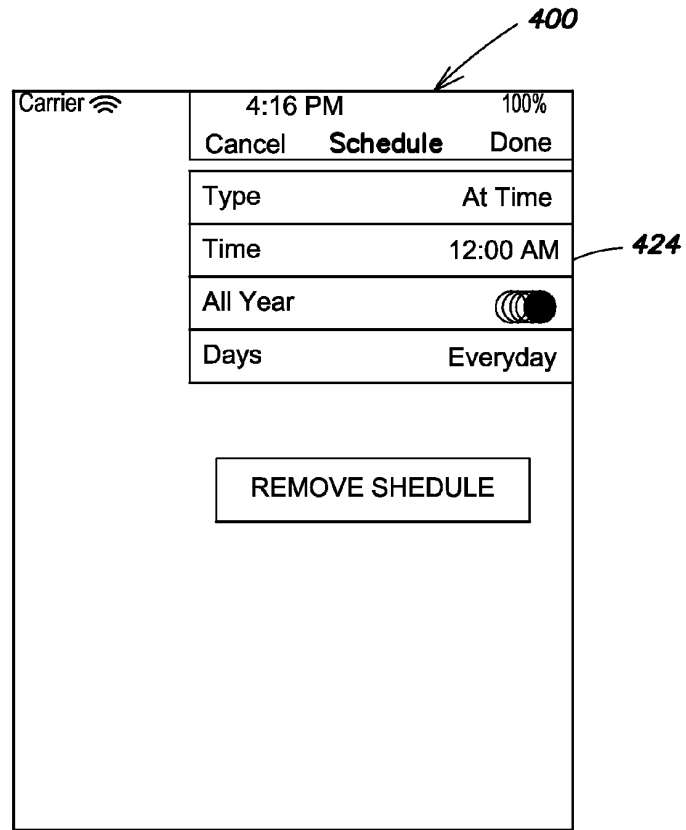 400
Carrier 4:16 PM 100%
Cancel Schedule Done
Type At Time
Time 12:00 AM
424
All Year
Days Everyday
REMOVE SHEDULE